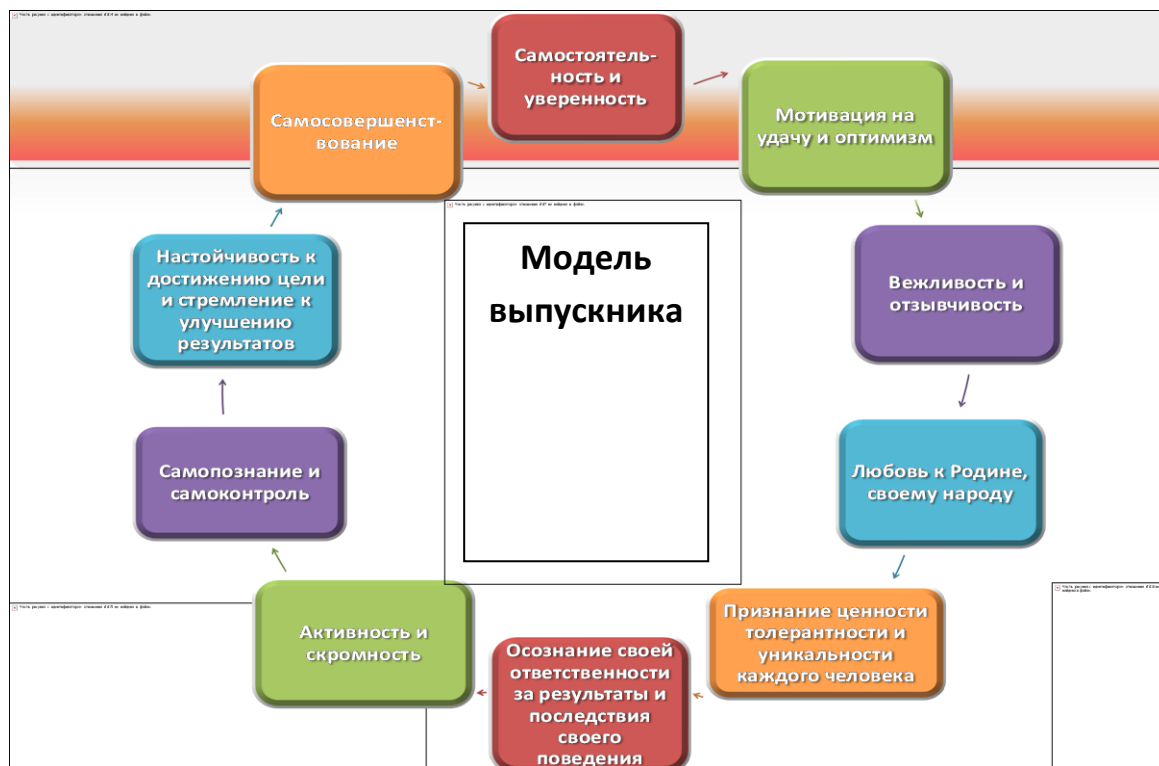 Самостоятель-
ность и
уверенность
Мотивация на
удачу и оптимизм
Вежливость и
отзывчивость
Любовь к Родине,
своему народу
Признание ценности
толерантности и
уникальности
каждого человека
Осознание своей
ответственности
за результаты и
последствия
своего
поведения
Активность и
скромность
Самопознание и
самоконтроль
Настойчивость к
достижению цели
и стремление к
улучшению
результатов
Самосовершенст-
вование
Модель
выпускника